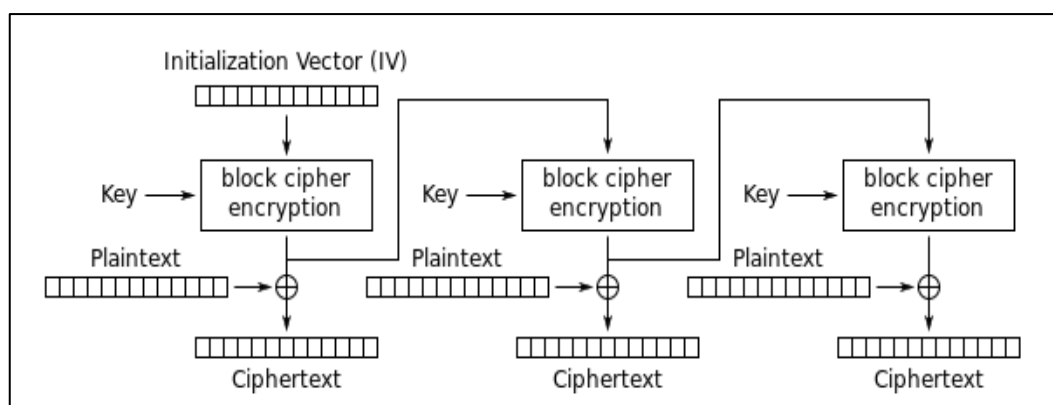 Initialization Vector (IV)
Key
block cipher
encryption
Key
block cipher
encryption
Key
block cipher
encryption
Plaintext
Plaintext
Plaintext
Ciphertext
Ciphertext
Ciphertext